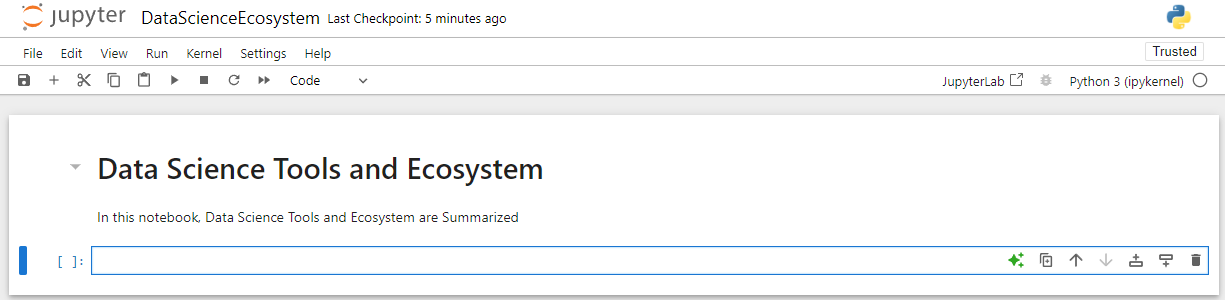 jupyter DataScienceEcosystem Last Checkpoint: 5 minutes ago
File Edit View Run Kernel Settings Help Trusted
Code JupyterLab Python 3 (ipykernel)
Data Science Tools and Ecosystem
In this notebook, Data Science Tools and Ecosystem are Summarized
[ ]: